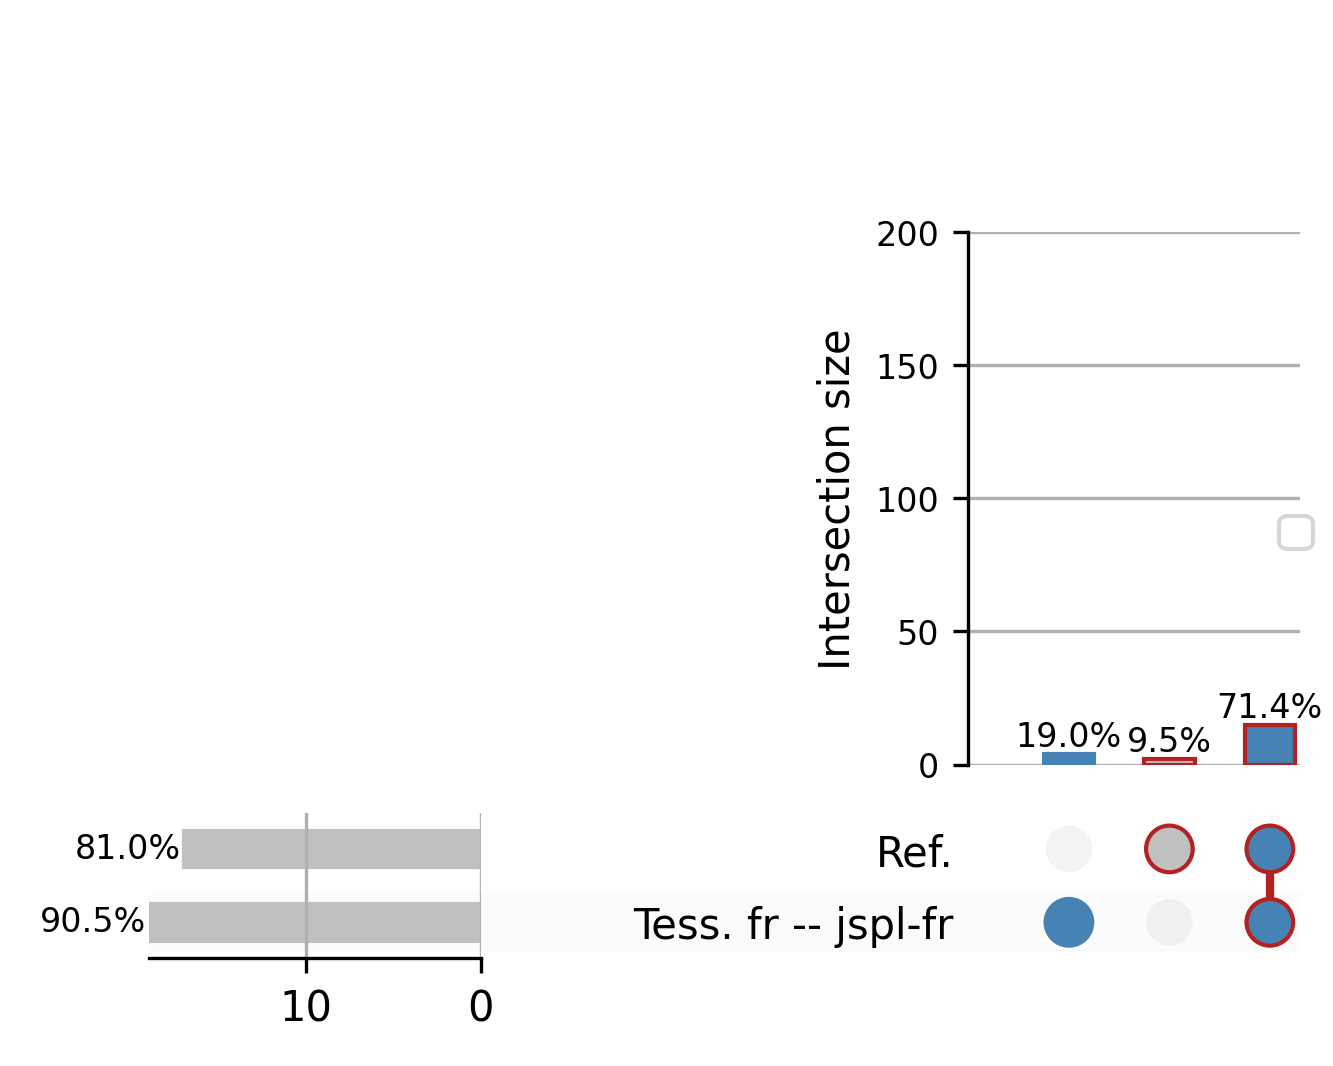 200
150
100
50
0
Intersection size
19.0% 9.5% 71.4%
81.0%
90.5%
Ref.
Tess. fr -- jspl-fr
10 0